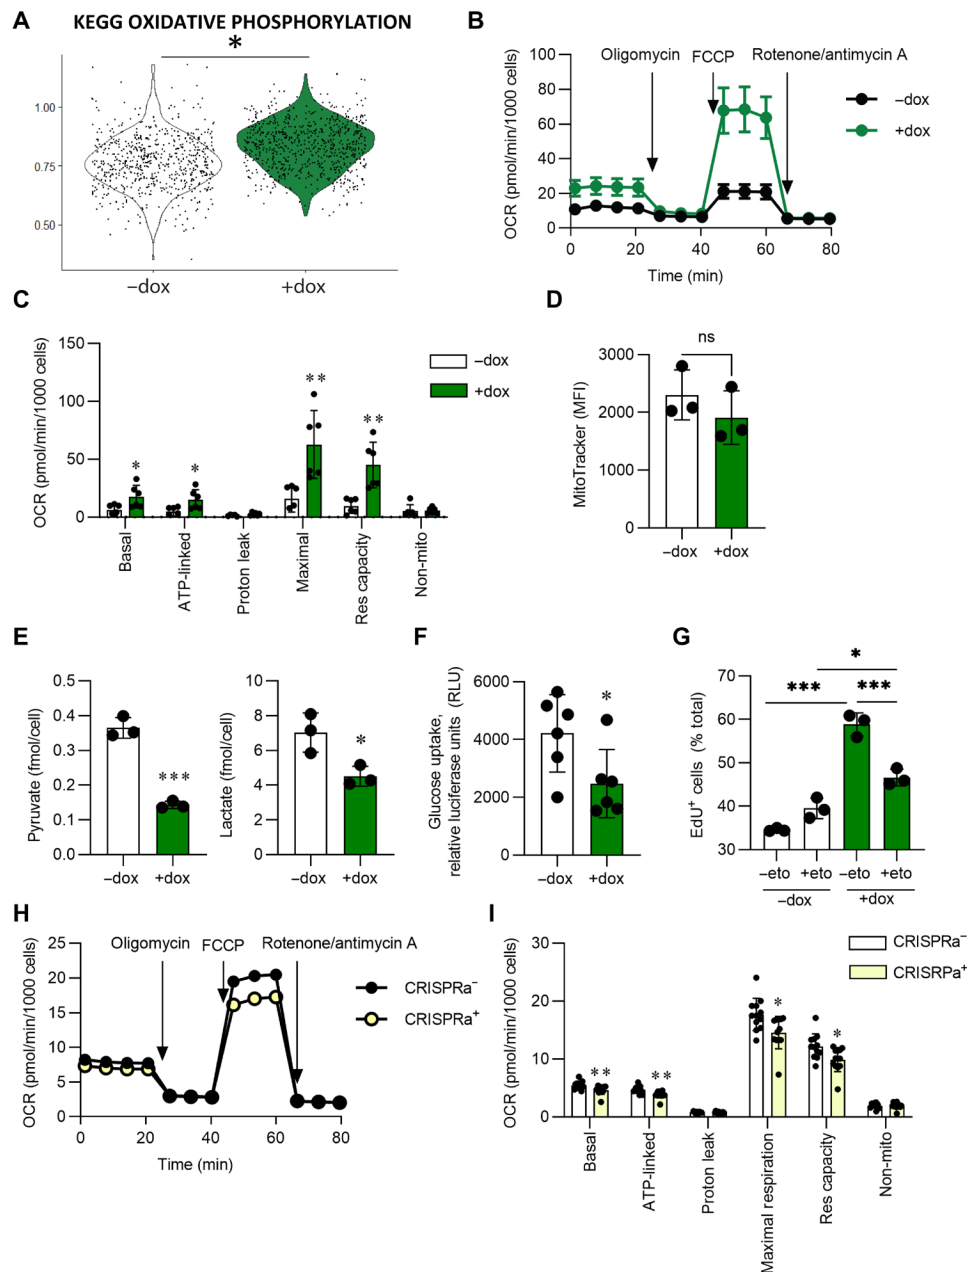 A
KEGG OXIDATIVE PHOSPHORYLATION
*
1.00
0.75
0.50
–dox
+dox
B
OCR (pmol/min/1000 cells)
100
80
60
40
20
0
Oligomycin
FCCP
Rotenone/antimycin A
–dox
+dox
0
20
40
60
80
Time (min)
C
OCR (pmol/min/1000 cells)
150
100
50
0
–dox
+dox
*
*
**
**
Basal
ATP-linked
Proton leak
Maximal
Res capacity
Non-mito
D
MitoTracker (MFI)
3000
2000
1000
0
ns
–dox
+dox
E
Pyruvate (fmol/cell)
0.5
0.4
0.3
0.2
0.1
0.0
***
–dox
+dox
Lactate (fmol/cell)
10
8
6
4
2
0
*
–dox
+dox
F
Glucose uptake,
relative luciferase units (RLU)
6000
4000
2000
0
*
–dox
+dox
G
EdU⁺ cells (% total)
70
60
50
40
30
*
***
***
–eto
+eto
–eto
+eto
–dox
+dox
H
OCR (pmol/min/1000 cells)
25
20
15
10
5
0
Oligomycin
FCCP
Rotenone/antimycin A
CRISPRa⁻
CRISPRa⁺
0
20
40
60
80
Time (min)
I
OCR (pmol/min/1000 cells)
30
20
10
0
CRISPRa⁻
CRISRPa⁺
**
**
*
*
Basal
ATP-linked
Proton leak
Maximal respiration
Res capacity
Non-mito